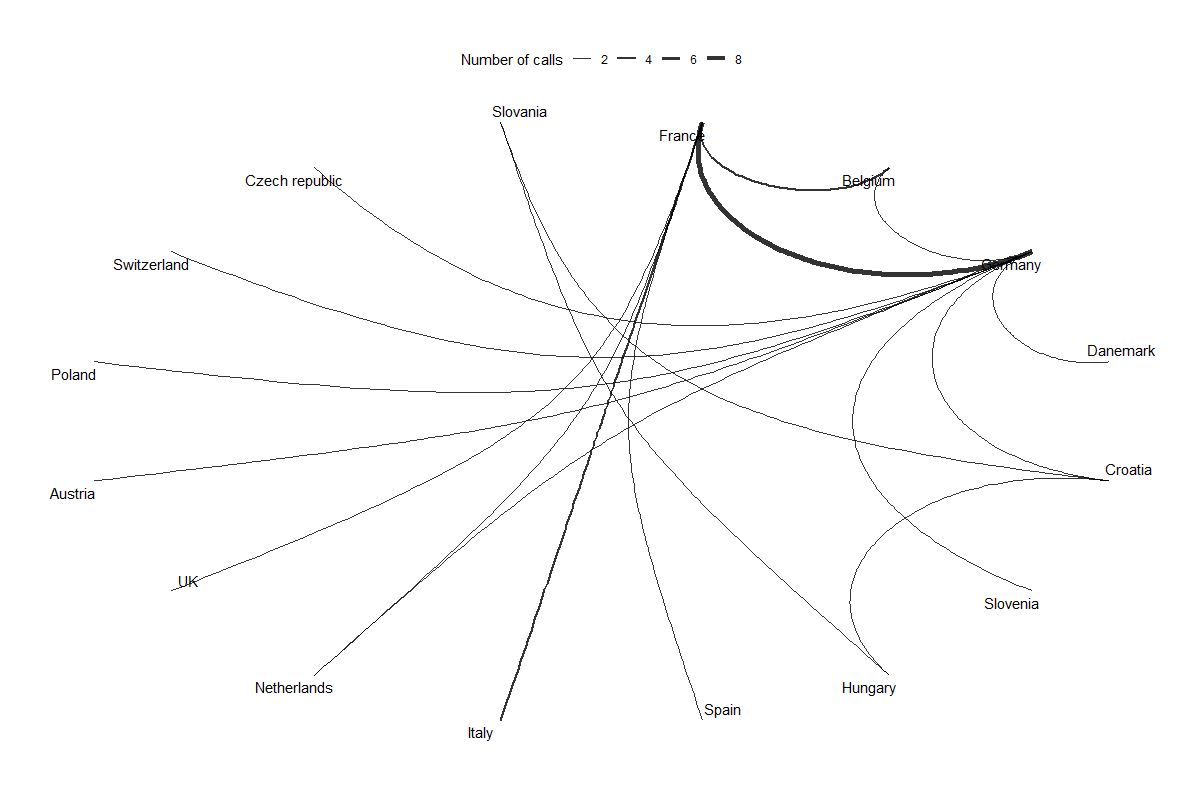 Number of calls 2 4 6 8
Slovania
France
Czech republic
Belgium
Switzerland
Germany
Danemark
Poland
Croatia
Austria
UK
Slovenia
Netherlands
Hungary
Spain
Italy